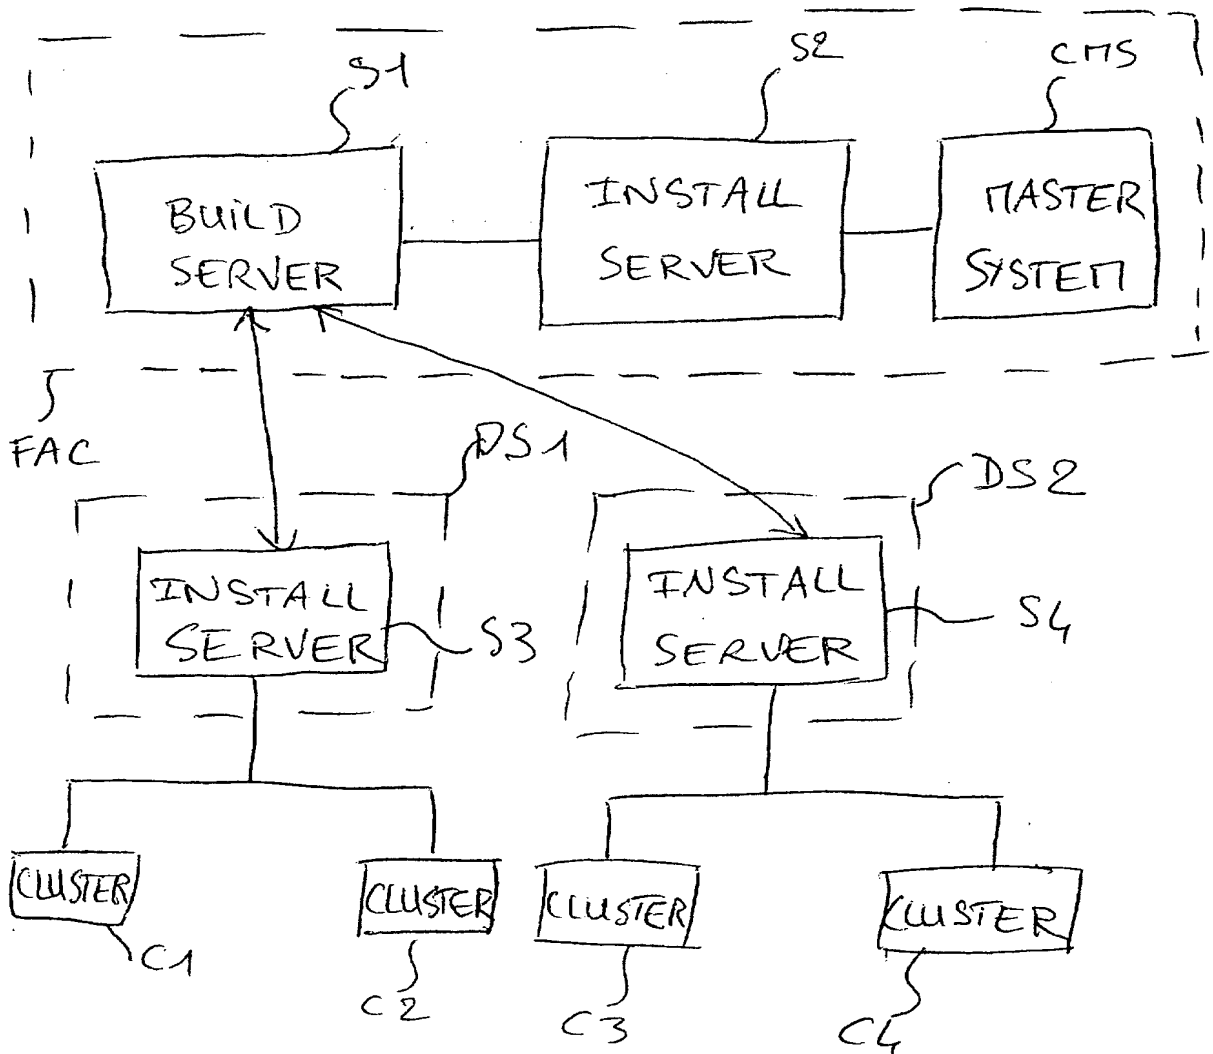 S1
S2
CMS
BUILD
SERVER
INSTALL
SERVER
MASTER
SYSTEM
FAC
DS1
DS2
INSTALL
SERVER
S3
INSTALL
SERVER
S4
CLUSTER
CLUSTER
CLUSTER
CLUSTER
C1
C2
C3
C4